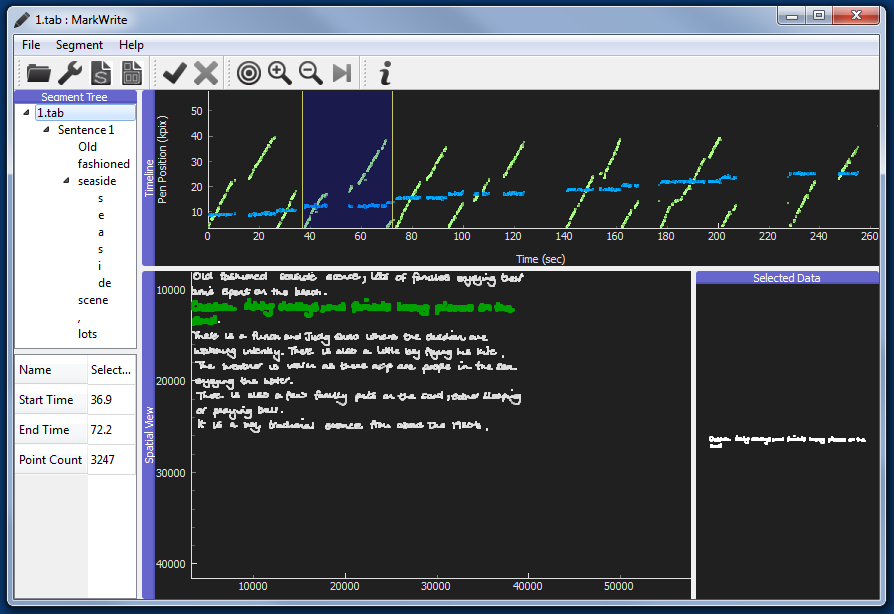 1.tab : MarkWrite
File Segment Help
Segment Tree
1.tab
Sentence 1
Old
fashioned
seaside
s
e
a
s
i
de
scene
,
lots
Name Select...
Start Time 36.9
End Time 72.2
Point Count 3247
Timeline
Pen Position (kpix)
50
40
30
20
10
0 20 40 60 80 100 120 140 160 180 200 220 240 260
Time (sec)
Spatial View
10000
20000
30000
40000
10000 20000 30000 40000 50000
Old fashioned seaside scene, lots of families enjoying their
time spent on the beach.
There is a Punch and Judy show where the children are
watching intently. There is also a little boy flying his kite.
The weather is warm as there are people in the sea
enjoying the water.
There is also a few family pets on the sand, either sleeping
or playing ball.
It is a very traditional scene from about the 1950s.
Selected Data